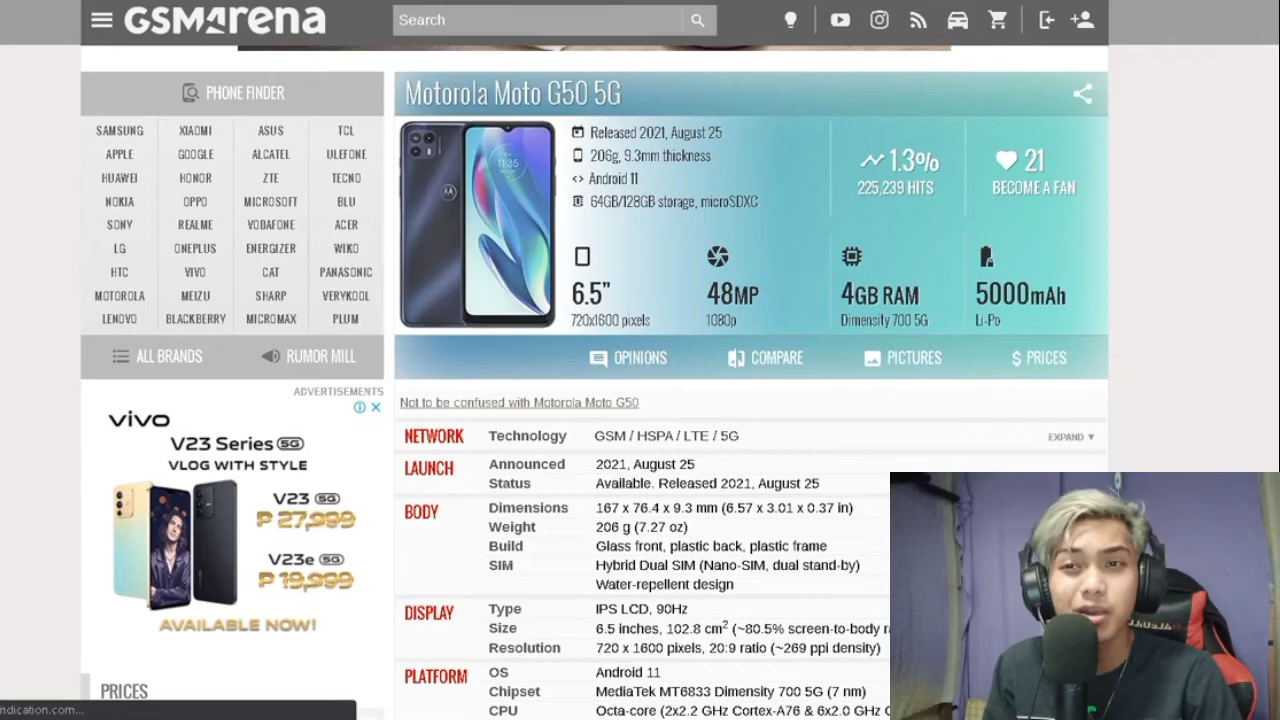 GSMArena
Search
PHONE FINDER
SAMSUNG XIAOMI ASUS TCL
APPLE GOOGLE ALCATEL ULEFONE
HUAWEI HONOR ZTE TECNO
NOKIA OPPO MICROSOFT BLU
SONY REALME VODAFONE ACER
LG ONEPLUS ENERGIZER WIKO
HTC VIVO CAT PANASONIC
MOTOROLA MEIZU SHARP VERYKOOL
LENOVO BLACKBERRY MICROMAX PLUM
ALL BRANDS RUMOR MILL
ADVERTISEMENTS
vivo
V23 Series 5G
VLOG WITH STYLE
V23 5G
₱ 27,999
V23e 5G
₱ 19,999
AVAILABLE NOW!
PRICES
ndication.com...
Motorola Moto G50 5G
11:35
Released 2021, August 25
206g, 9.3mm thickness
Android 11
64GB/128GB storage, microSDXC
1.3%
225,239 HITS
21
BECOME A FAN
6.5"
720x1600 pixels
48MP
1080p
4GB RAM
Dimensity 700 5G
5000mAh
Li-Po
OPINIONS COMPARE PICTURES $ PRICES
Not to be confused with Motorola Moto G50
NETWORK Technology GSM / HSPA / LTE / 5G EXPAND ▼
LAUNCH Announced 2021, August 25
Status Available. Released 2021, August 25
BODY Dimensions 167 x 76.4 x 9.3 mm (6.57 x 3.01 x 0.37 in)
Weight 206 g (7.27 oz)
Build Glass front, plastic back, plastic frame
SIM Hybrid Dual SIM (Nano-SIM, dual stand-by)
Water-repellent design
DISPLAY Type IPS LCD, 90Hz
Size 6.5 inches, 102.8 cm² (~80.5% screen-to-body r
Resolution 720 x 1600 pixels, 20:9 ratio (~269 ppi density)
PLATFORM OS Android 11
Chipset MediaTek MT6833 Dimensity 700 5G (7 nm)
CPU Octa-core (2x2.2 GHz Cortex-A76 & 6x2.0 GHz C